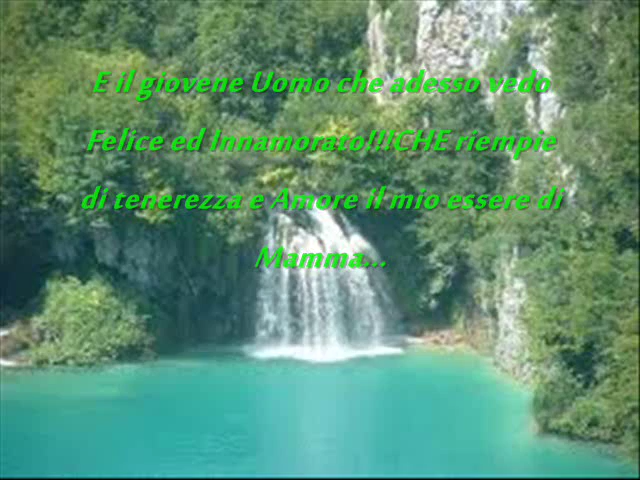 E il giovene Uomo che adesso vedo
Felice ed Innamorato!!!CHE riempie
di tenerezza e Amore il mio essere di
Mamma...